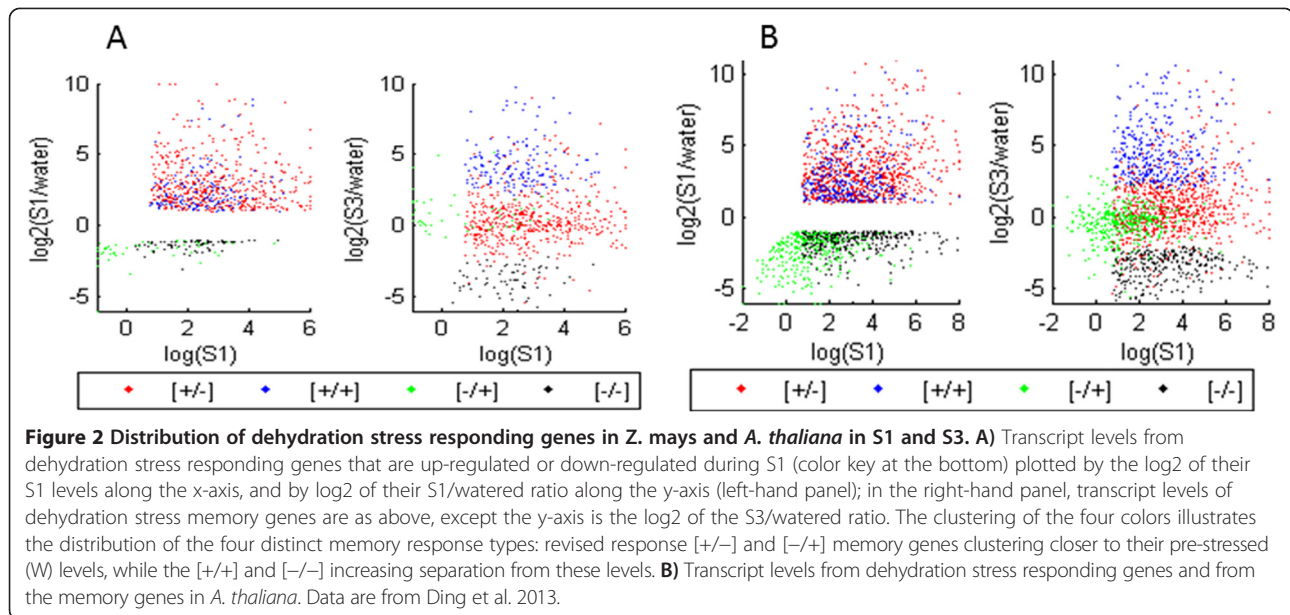 A
B
10
5
0
-5
log2(S1/water)
0 2 4 6
log(S1)
10
5
0
-5
log2(S3/water)
0 2 4 6
log(S1)
10
5
0
-5
log2(S1/water)
-2 0 2 4 6 8
log(S1)
10
5
0
-5
log2(S3/water)
-2 0 2 4 6 8
log(S1)
[+/-] [+/+] [-/+] [-/-]
[+/-] [+/+] [-/+] [-/-]
Figure 2 Distribution of dehydration stress responding genes in Z. mays and A. thaliana in S1 and S3. A) Transcript levels from
dehydration stress responding genes that are up-regulated or down-regulated during S1 (color key at the bottom) plotted by the log2 of their
S1 levels along the x-axis, and by log2 of their S1/watered ratio along the y-axis (left-hand panel); in the right-hand panel, transcript levels of
dehydration stress memory genes are as above, except the y-axis is the log2 of the S3/watered ratio. The clustering of the four colors illustrates
the distribution of the four distinct memory response types: revised response [+/−] and [−/+] memory genes clustering closer to their pre-stressed
(W) levels, while the [+/+] and [−/−] increasing separation from these levels. B) Transcript levels from dehydration stress responding genes and from
the memory genes in A. thaliana. Data are from Ding et al. 2013.